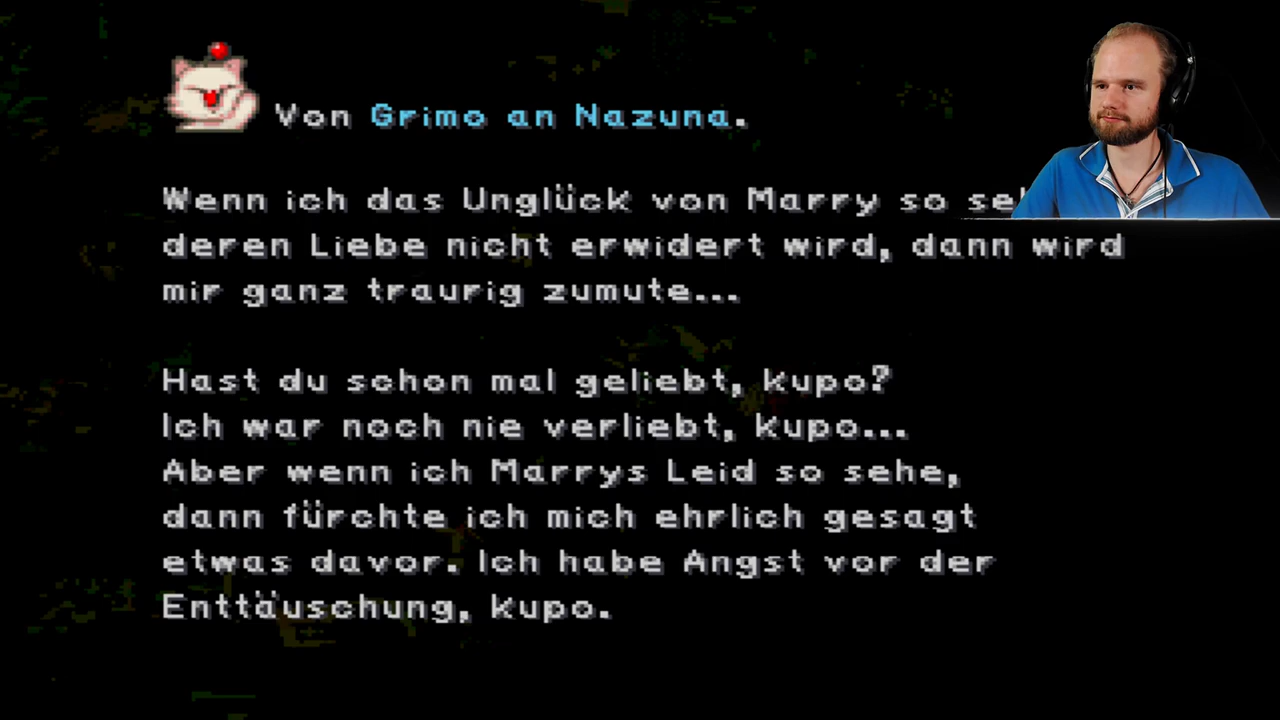 Von Grimo an Nazuna.
Wenn ich das Unglück von Marry so
deren Liebe nicht erwidert wird, dann wird
mir ganz traurig zumute...
Hast du schon mal geliebt, kupo?
Ich war noch nie verliebt, kupo...
Aber wenn ich Marrys Leid so sehe,
dann fürchte ich mich ehrlich gesagt
etwas davor. Ich habe Angst vor der
Enttäuschung, kupo.